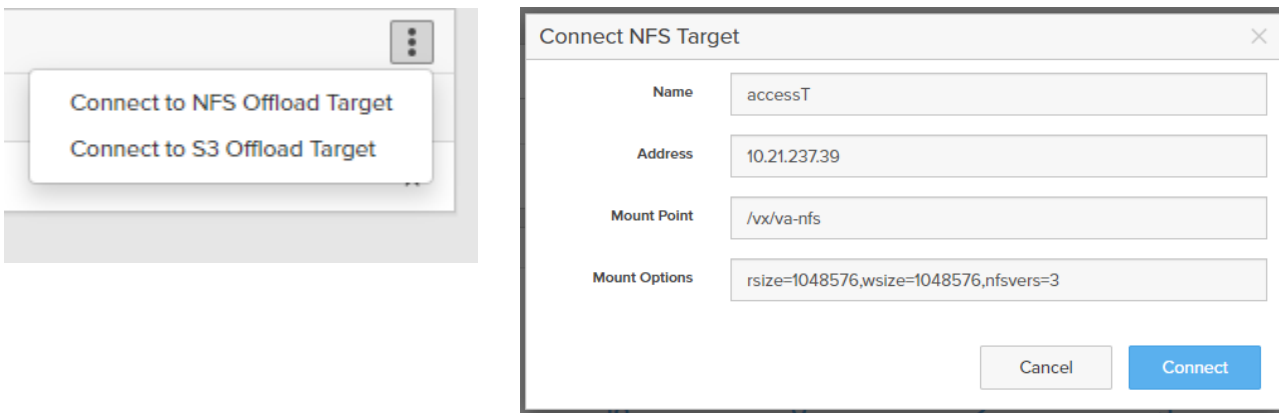 Connect to NFS Offload Target
Connect to S3 Offload Target
Connect NFS Target
Name
accessT
Address
10.21.237.39
Mount Point
/vx/va-nfs
Mount Options
rsize=1048576,wsize=1048576,nfsvers=3
Cancel
Connect